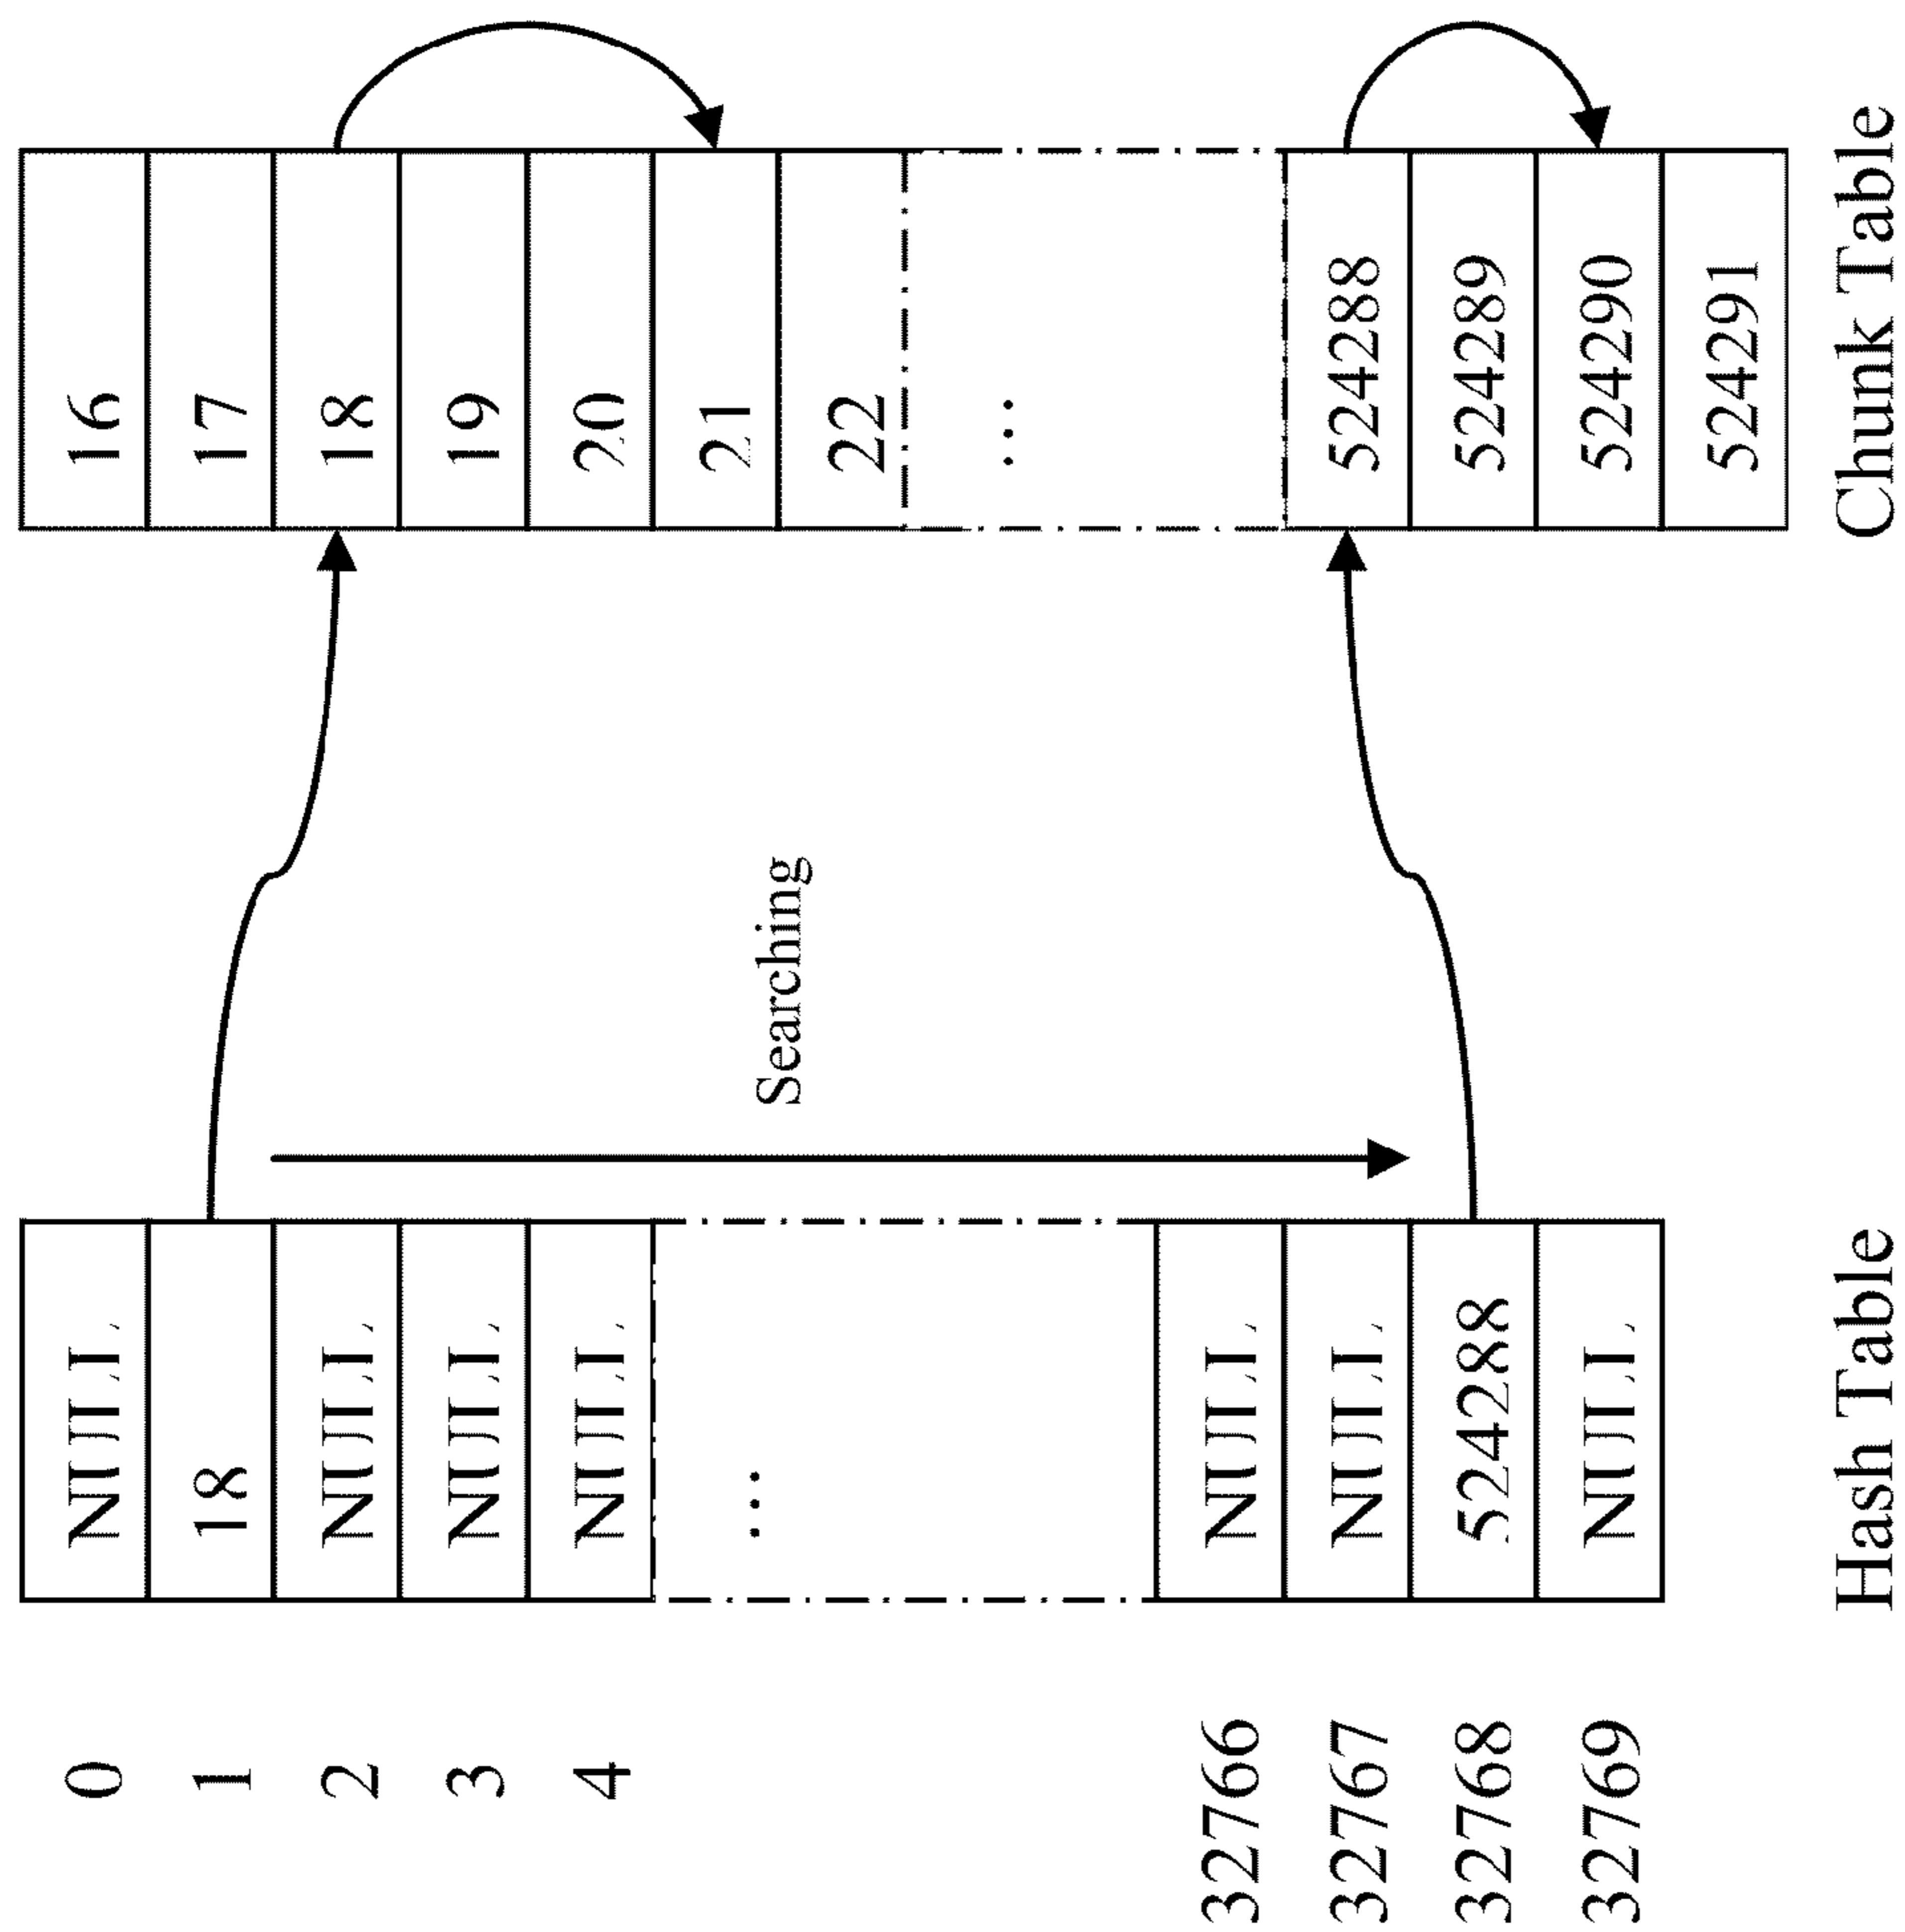 0 NULL
1 18
2 NULL
3 NULL
4 NULL
...
32766 NULL
32767 NULL
32768 524288
32769 NULL
Hash Table
Searching
16
17
18
19
20
21
22
...
524288
524289
524290
524291
Chunk Table